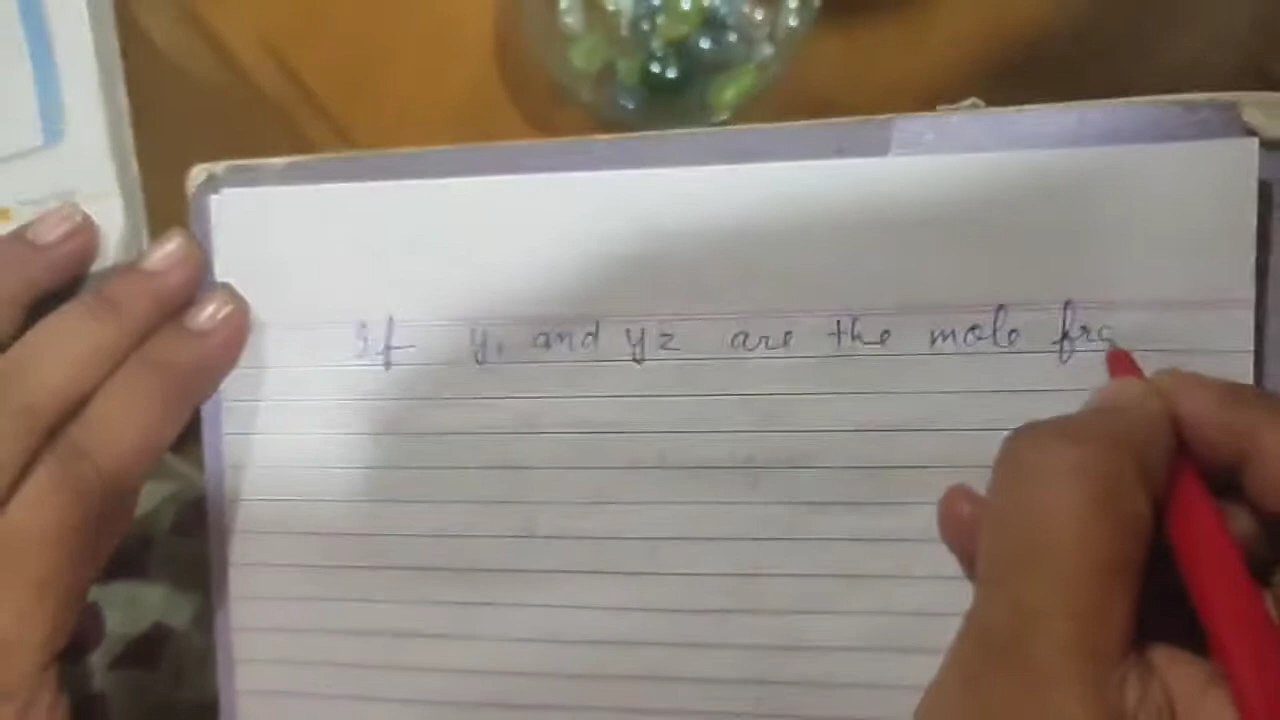 If y₁ and y₂ are the mole fra